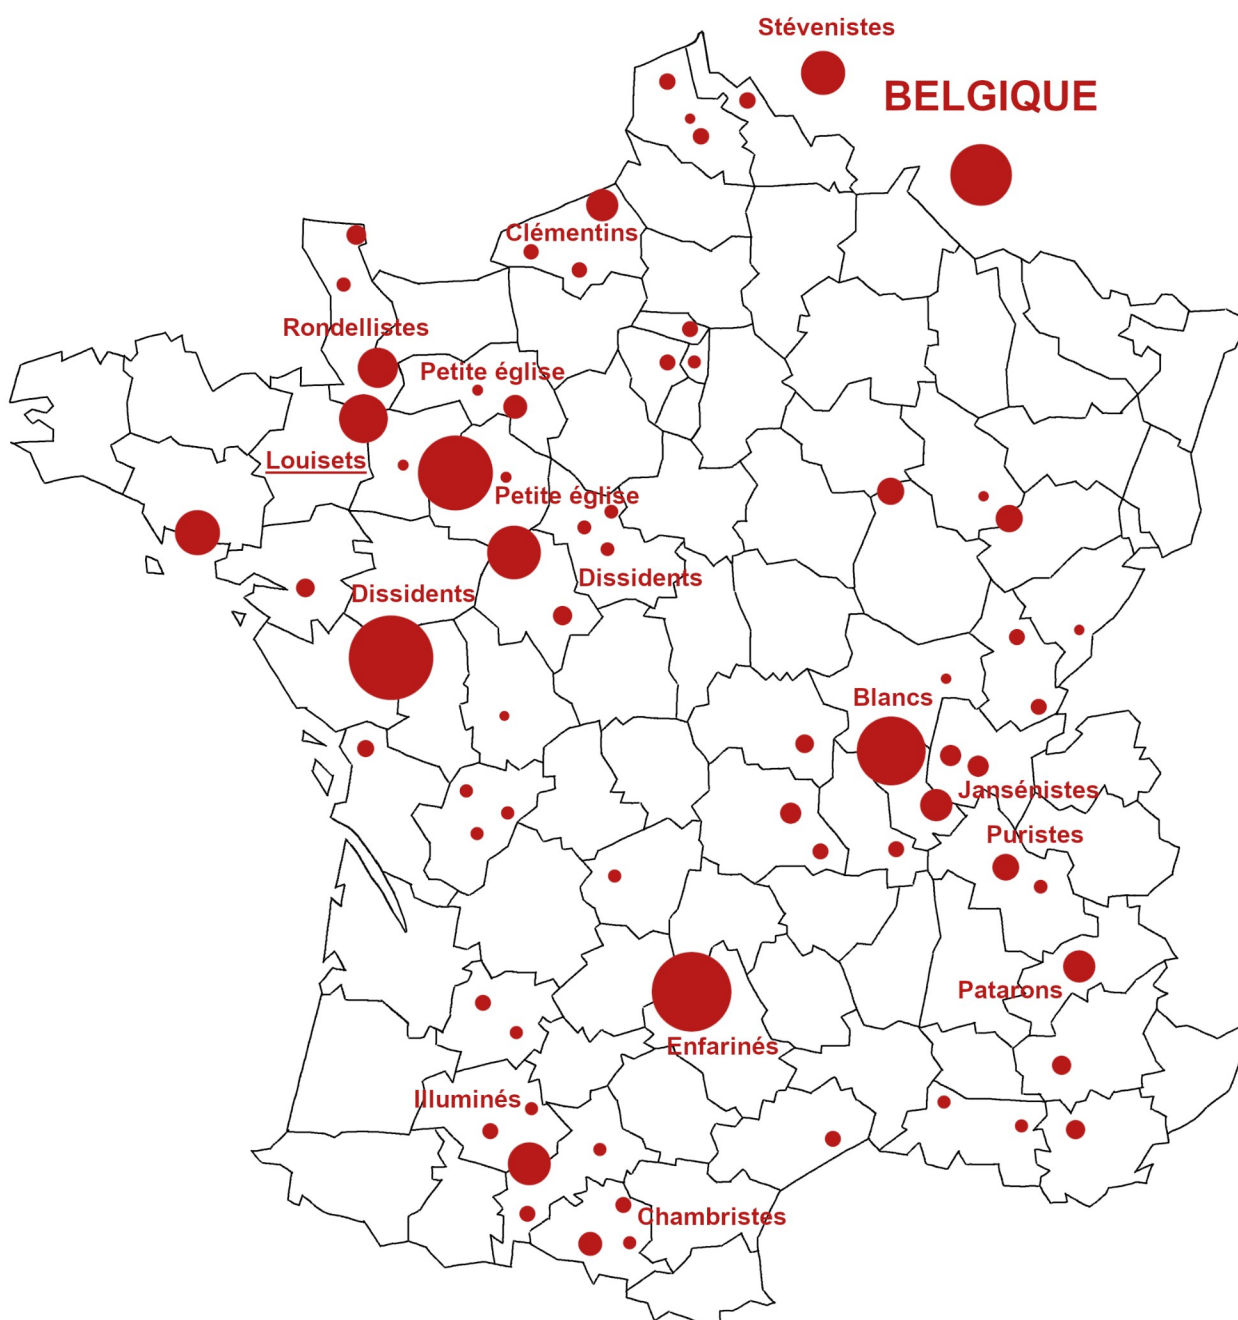 Stévenistes
BELGIQUE
Clémentins
Rondellistes
Petite église
Louisets
Petite église
Dissidents
Dissidents
Blancs
Jansénistes
Puristes
Patarons
Enfarinés
Illuminés
Chambristes